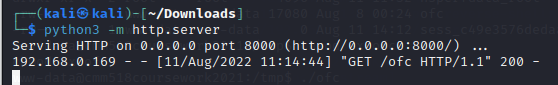 (kali㉿kali)-[~/Downloads]
$ python3 -m http.server
Serving HTTP on 0.0.0.0 port 8000 (http://0.0.0.0:8000/) ...
192.168.0.169 - - [11/Aug/2022 11:14:44] "GET /ofc HTTP/1.1" 200 -